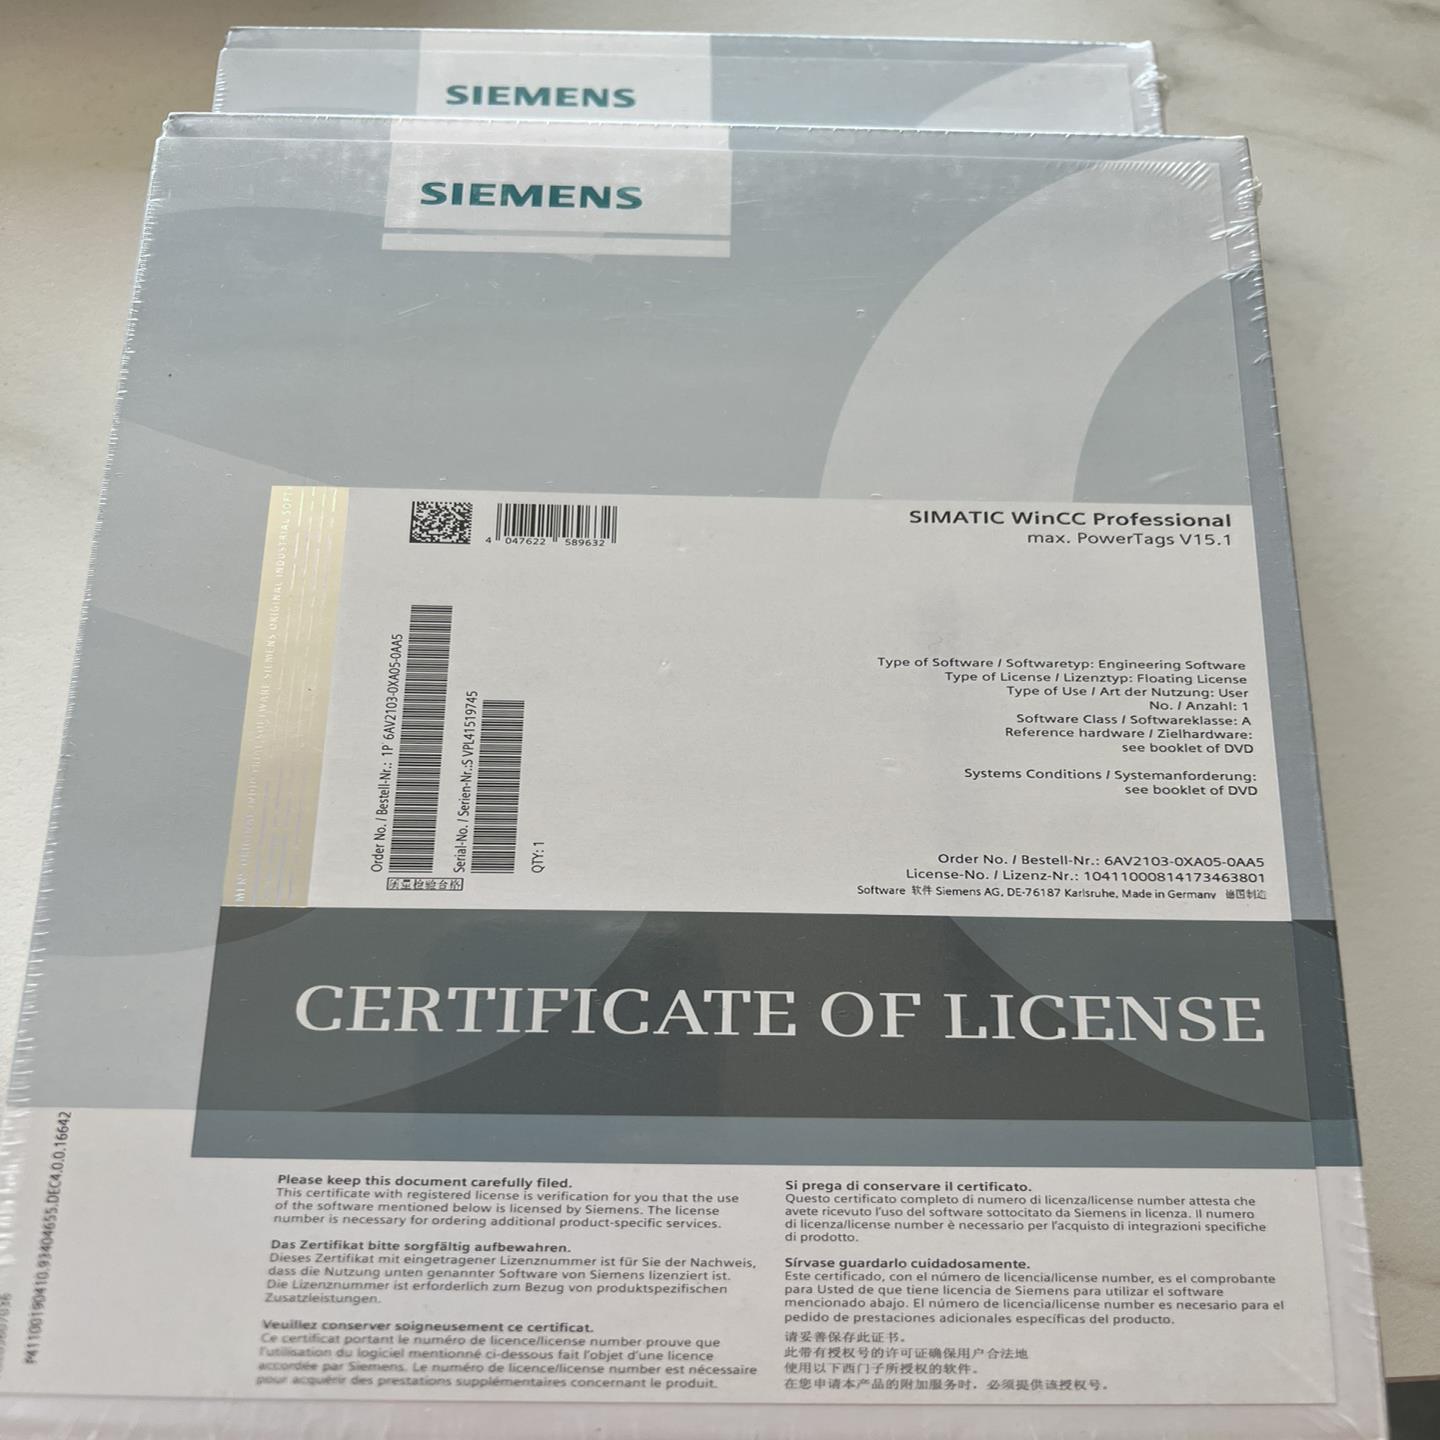 SIEMENS
SIEMENS
SIEMENS ORIGINAL INDUSTRIAL SOFT
4 047622 589632
SIMATIC WinCC Professional
max. PowerTags V15.1
Order No. / Bestell-Nr.: 1P 6AV2103-0XA05-0AA5
Serial-No. / Serien-Nr.:S VPL41519745
QTY: 1
质量检验合格
Type of Software / Softwaretyp: Engineering Software
Type of License / Lizenztyp: Floating License
Type of Use / Art der Nutzung: User
No. / Anzahl: 1
Software Class / Softwareklasse: A
Reference hardware / Zielhardware:
see booklet of DVD
Systems Conditions / Systemanforderung:
see booklet of DVD
Order No. / Bestell-Nr.: 6AV2103-0XA05-0AA5
License-No. / Lizenz-Nr.: 10411000814173463801
Software 软件 Siemens AG, DE-76187 Karlsruhe, Made in Germany 德国制造
CERTIFICATE OF LICENSE
P41100190410.93404655.DEC4.0.0.16642
Please keep this document carefully filed.
This certificate with registered license is verification for you that the use
of the software mentioned below is licensed by Siemens. The license
number is necessary for ordering additional product-specific services.
Das Zertifikat bitte sorgfältig aufbewahren.
Dieses Zertifikat mit eingetragener Lizenznummer ist für Sie der Nachweis,
dass die Nutzung unten genannter Software von Siemens lizenziert ist.
Die Lizenznummer ist erforderlich zum Bezug von produktspezifischen
Zusatzleistungen.
Veuillez conserver soigneusement ce certificat.
Ce certificat portant le numéro de licence/license number prouve que
l'utilisation du logiciel mentionné ci-dessous fait l'objet d'une licence
accordée par Siemens. Le numéro de licence/license number est nécessaire
pour acquérir des prestations supplémentaires concernant le produit.
Si prega di conservare il certificato.
Questo certificato completo di numero di licenza/license number attesta che
avete ricevuto l'uso del software sottocitato da Siemens in licenza. Il numero
di licenza/license number è necessario per l'acquisto di integrazioni specifiche
di prodotto.
Sírvase guardarlo cuidadosamente.
Este certificado, con el número de licencia/license number, es el comprobante
para Usted de que tiene licencia de Siemens para utilizar el software
mencionado abajo. El número de licencia/license number es necesario para el
pedido de prestaciones adicionales específicas del producto.
请妥善保存此证书。
此带有授权号的许可证确保用户合法地
使用以下西门子所授权的软件。
在您申请本产品的附加服务时，必须提供该授权号。